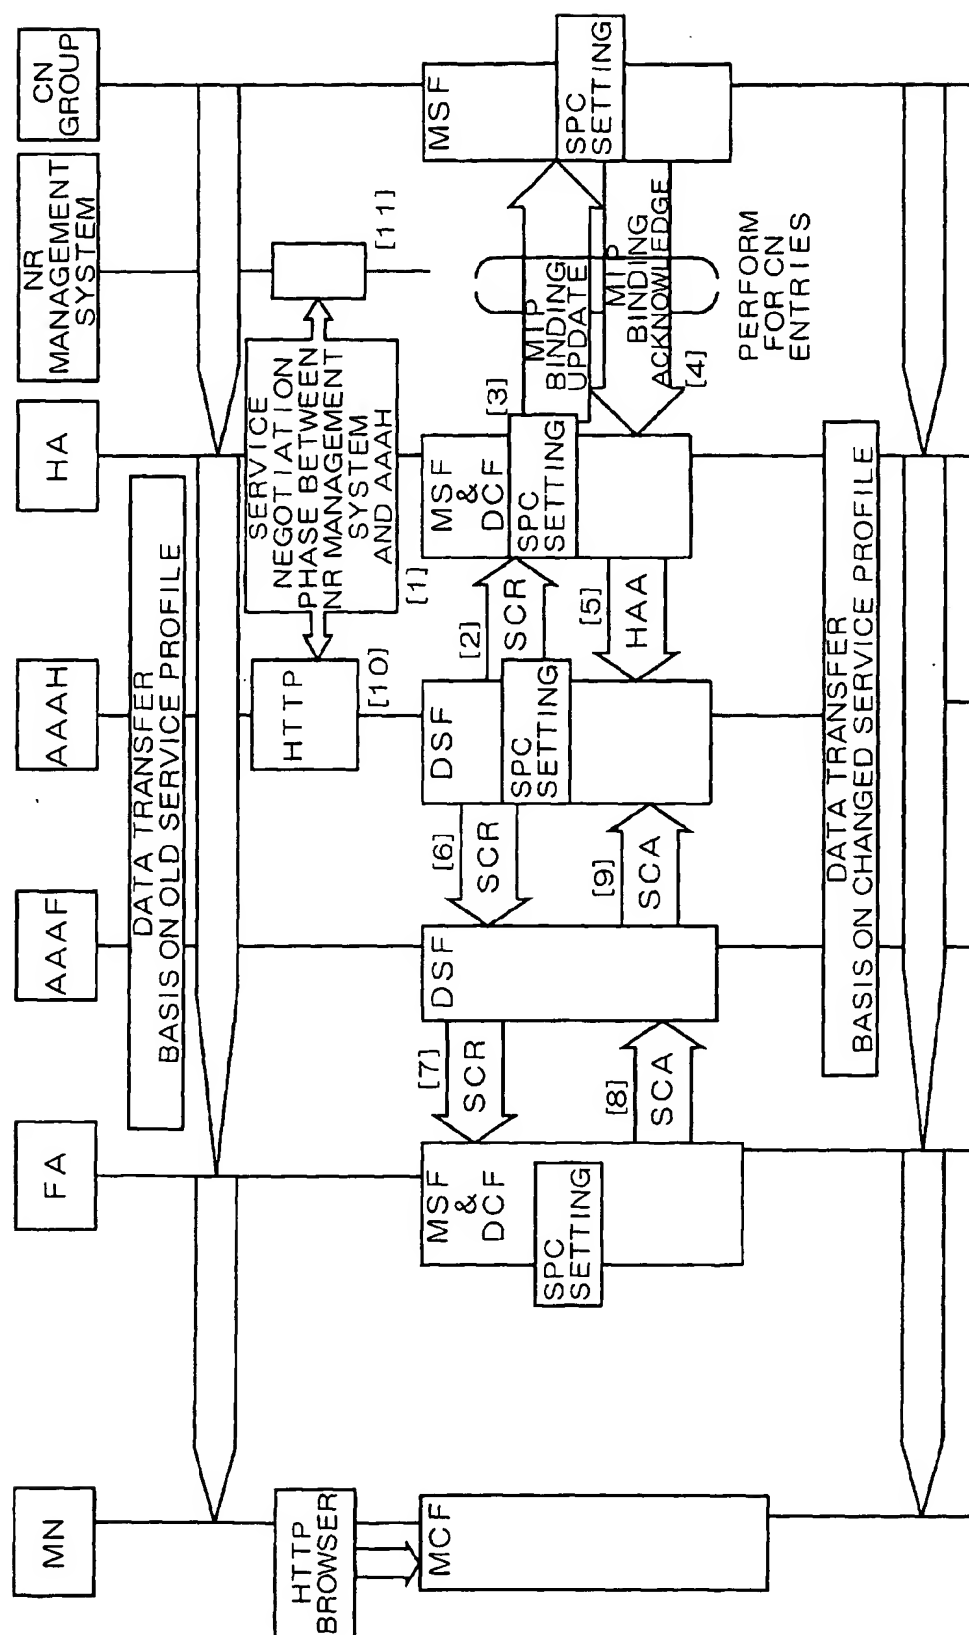 MN
FA
AAAF
AAAH
HA
NR
MANAGEMENT
SYSTEM
CN
GROUP
DATA TRANSFER
BASIS ON OLD SERVICE PROFILE
HTTP
BROWSER
HTTP
[10]
SERVICE
NEGOTIATION
PHASE BETWEEN
NR MANAGEMENT
SYSTEM
AND AAAH
[1]
[11]
MCF
MSF
&
DCF
SPC
SETTING
[7]
SCR
[8]
SCA
DSF
[6]
SCR
[9]
SCA
DSF
SPC
SETTING
[2]
SCR
[5]
HAA
MSF
&
DCF
SPC
SETTING
[3]
MIP
BINDING
UPDATE
MIP
BINDING
ACKNOWLEDGE
[4]
MSF
SPC
SETTING
PERFORM
FOR CN
ENTRIES
DATA TRANSFER
BASIS ON CHANGED SERVICE PROFILE